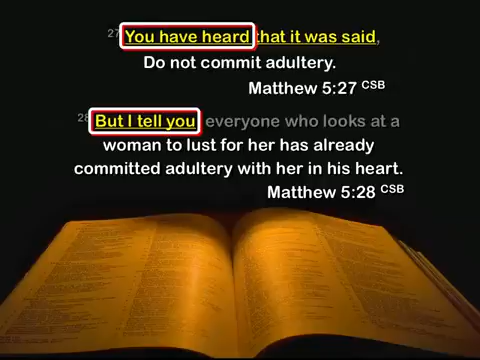 27 You have heard that it was said,
Do not commit adultery.
Matthew 5:27 CSB
28 But I tell you everyone who looks at a
woman to lust for her has already
committed adultery with her in his heart.
Matthew 5:28 CSB